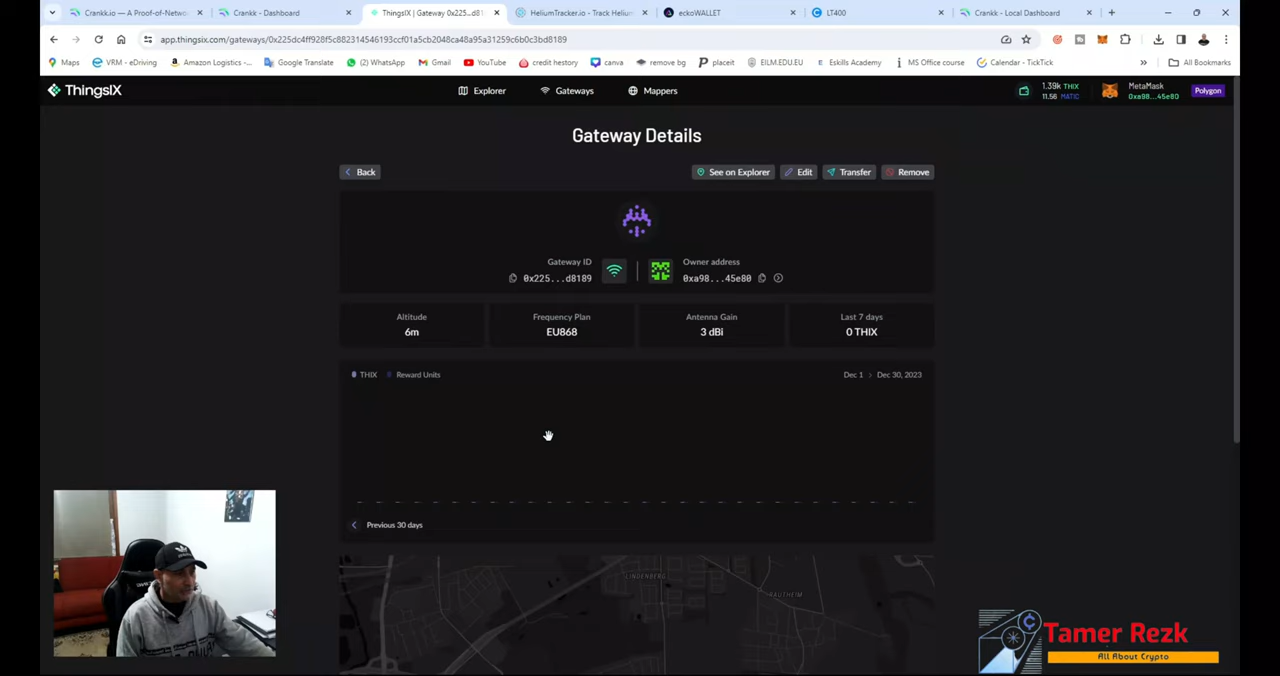 Crankk.io — A Proof-of-Netwo
Crankk - Dashboard
ThingsIX | Gateway 0x225...d81
HeliumTracker.io - Track Helium
eckoWALLET
LT400
Crankk - Local Dashboard
app.thingsix.com/gateways/0x225dc4ff928f5c882314546193ccf01a5cb2048ca48a95a31259c6b0c3bd8189
Maps
VRM - eDriving
Amazon Logistics -...
Google Translate
(2) WhatsApp
Gmail
YouTube
credit hestory
canva
remove bg
placeit
EILM.EDU.EU
Eskills Academy
MS Office course
Calendar - TickTick
All Bookmarks
ThingsIX
Explorer
Gateways
Mappers
1.39k THIX
11.56 MATIC
MetaMask
0xa98...45e80
Polygon
Gateway Details
Back
See on Explorer
Edit
Transfer
Remove
Gateway ID
0x225...d8189
Owner address
0xa98...45e80
Altitude
6m
Frequency Plan
EU868
Antenna Gain
3 dBi
Last 7 days
0 THIX
THIX
Reward Units
Dec 1 > Dec 30, 2023
Previous 30 days
LINDENBERG
RAUTHEIM
Tamer Rezk
All About Crypto